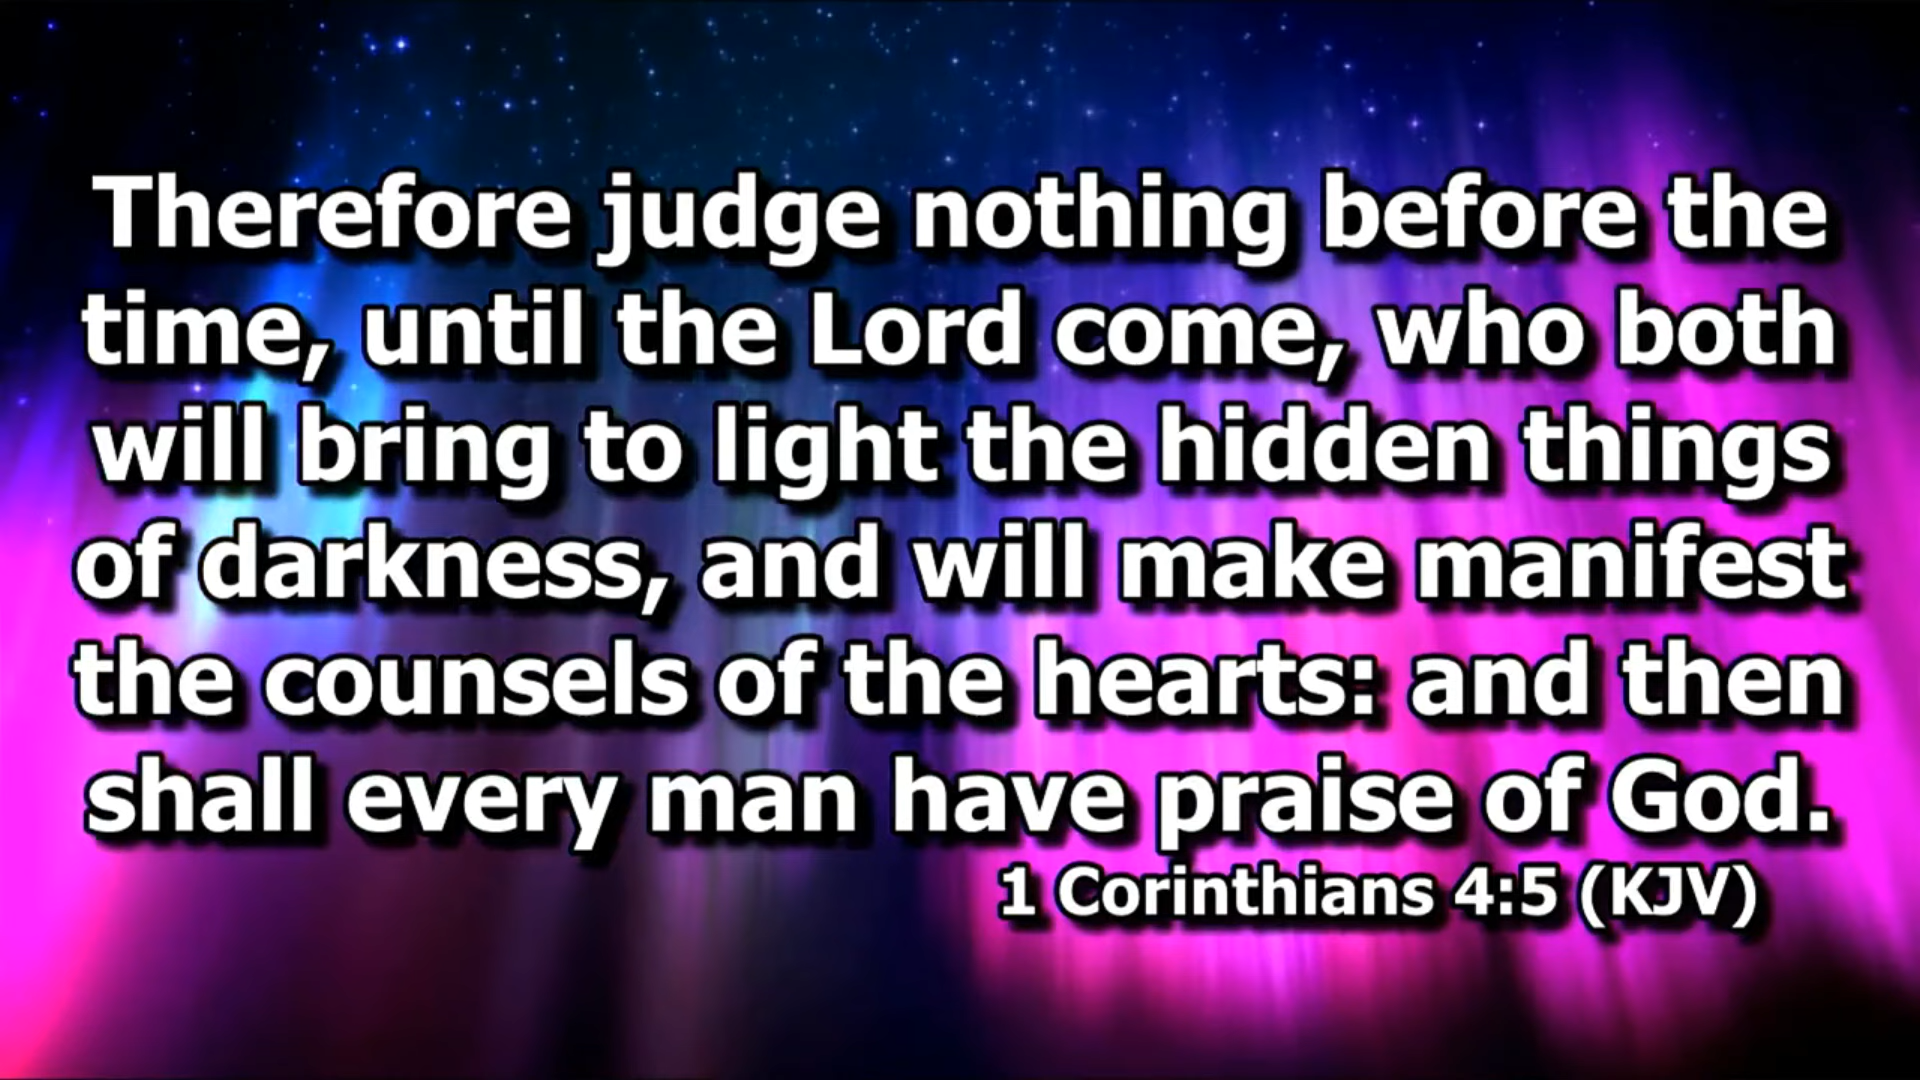 Therefore judge nothing before the
time, until the Lord come, who both
will bring to light the hidden things
of darkness, and will make manifest
the counsels of the hearts: and then
shall every man have praise of God.
1 Corinthians 4:5 (KJV)